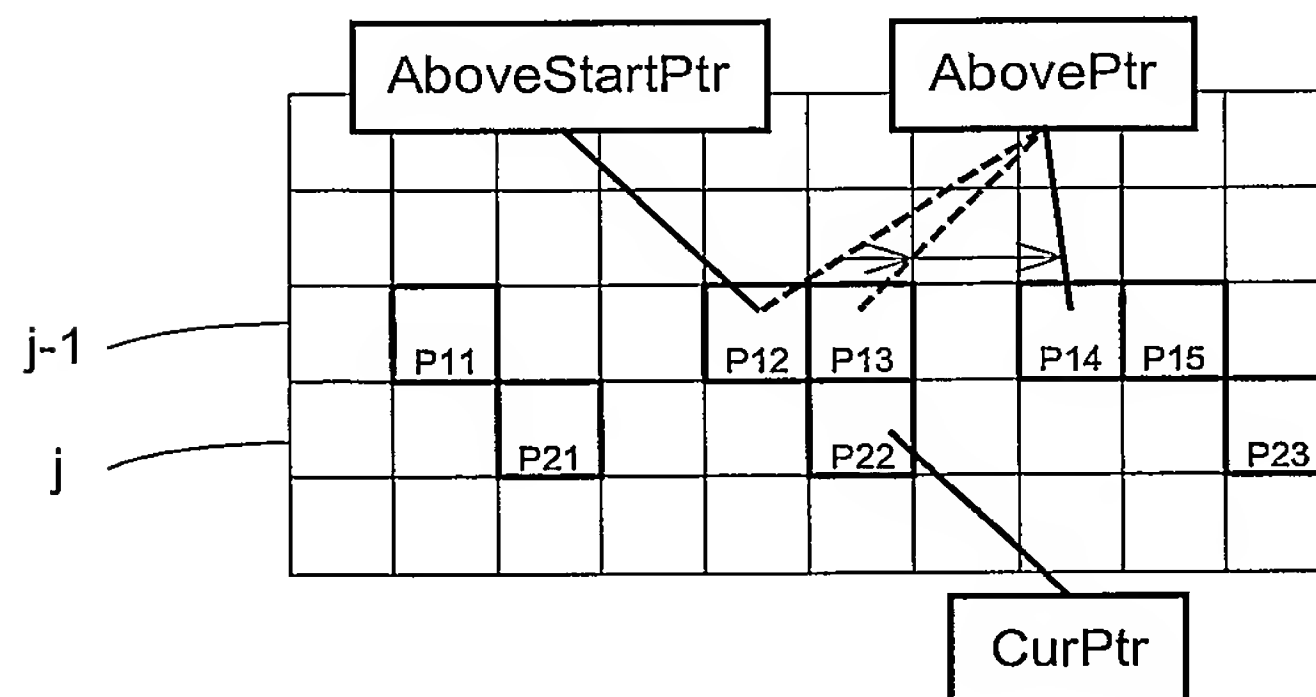 AboveStartPtr
AbovePtr
j-1
P11
P12
P13
P14
P15
j
P21
P22
P23
CurPtr